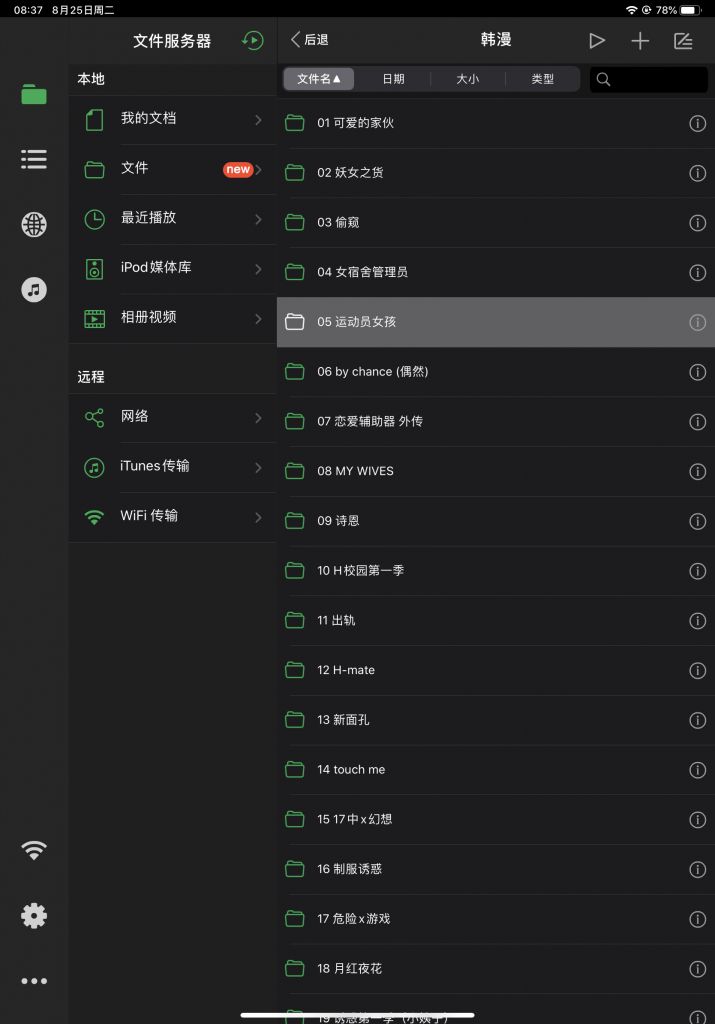 08:37 8月25日周二
78%
文件服务器
本地
我的文档
文件
new
最近播放
iPod媒体库
相册视频
远程
网络
iTunes传输
WiFi 传输
后退
韩漫
文件名▲
日期
大小
类型
01 可爱的家伙
02 妖女之货
03 偷窥
04 女宿舍管理员
05 运动员女孩
06 by chance (偶然)
07 恋爱辅助器 外传
08 MY WIVES
09 诗恩
10 H校园第一季
11 出轨
12 H-mate
13 新面孔
14 touch me
15 17中x幻想
16 制服诱惑
17 危险x游戏
18 月红夜花
19 诱惑第一季（小姨子）